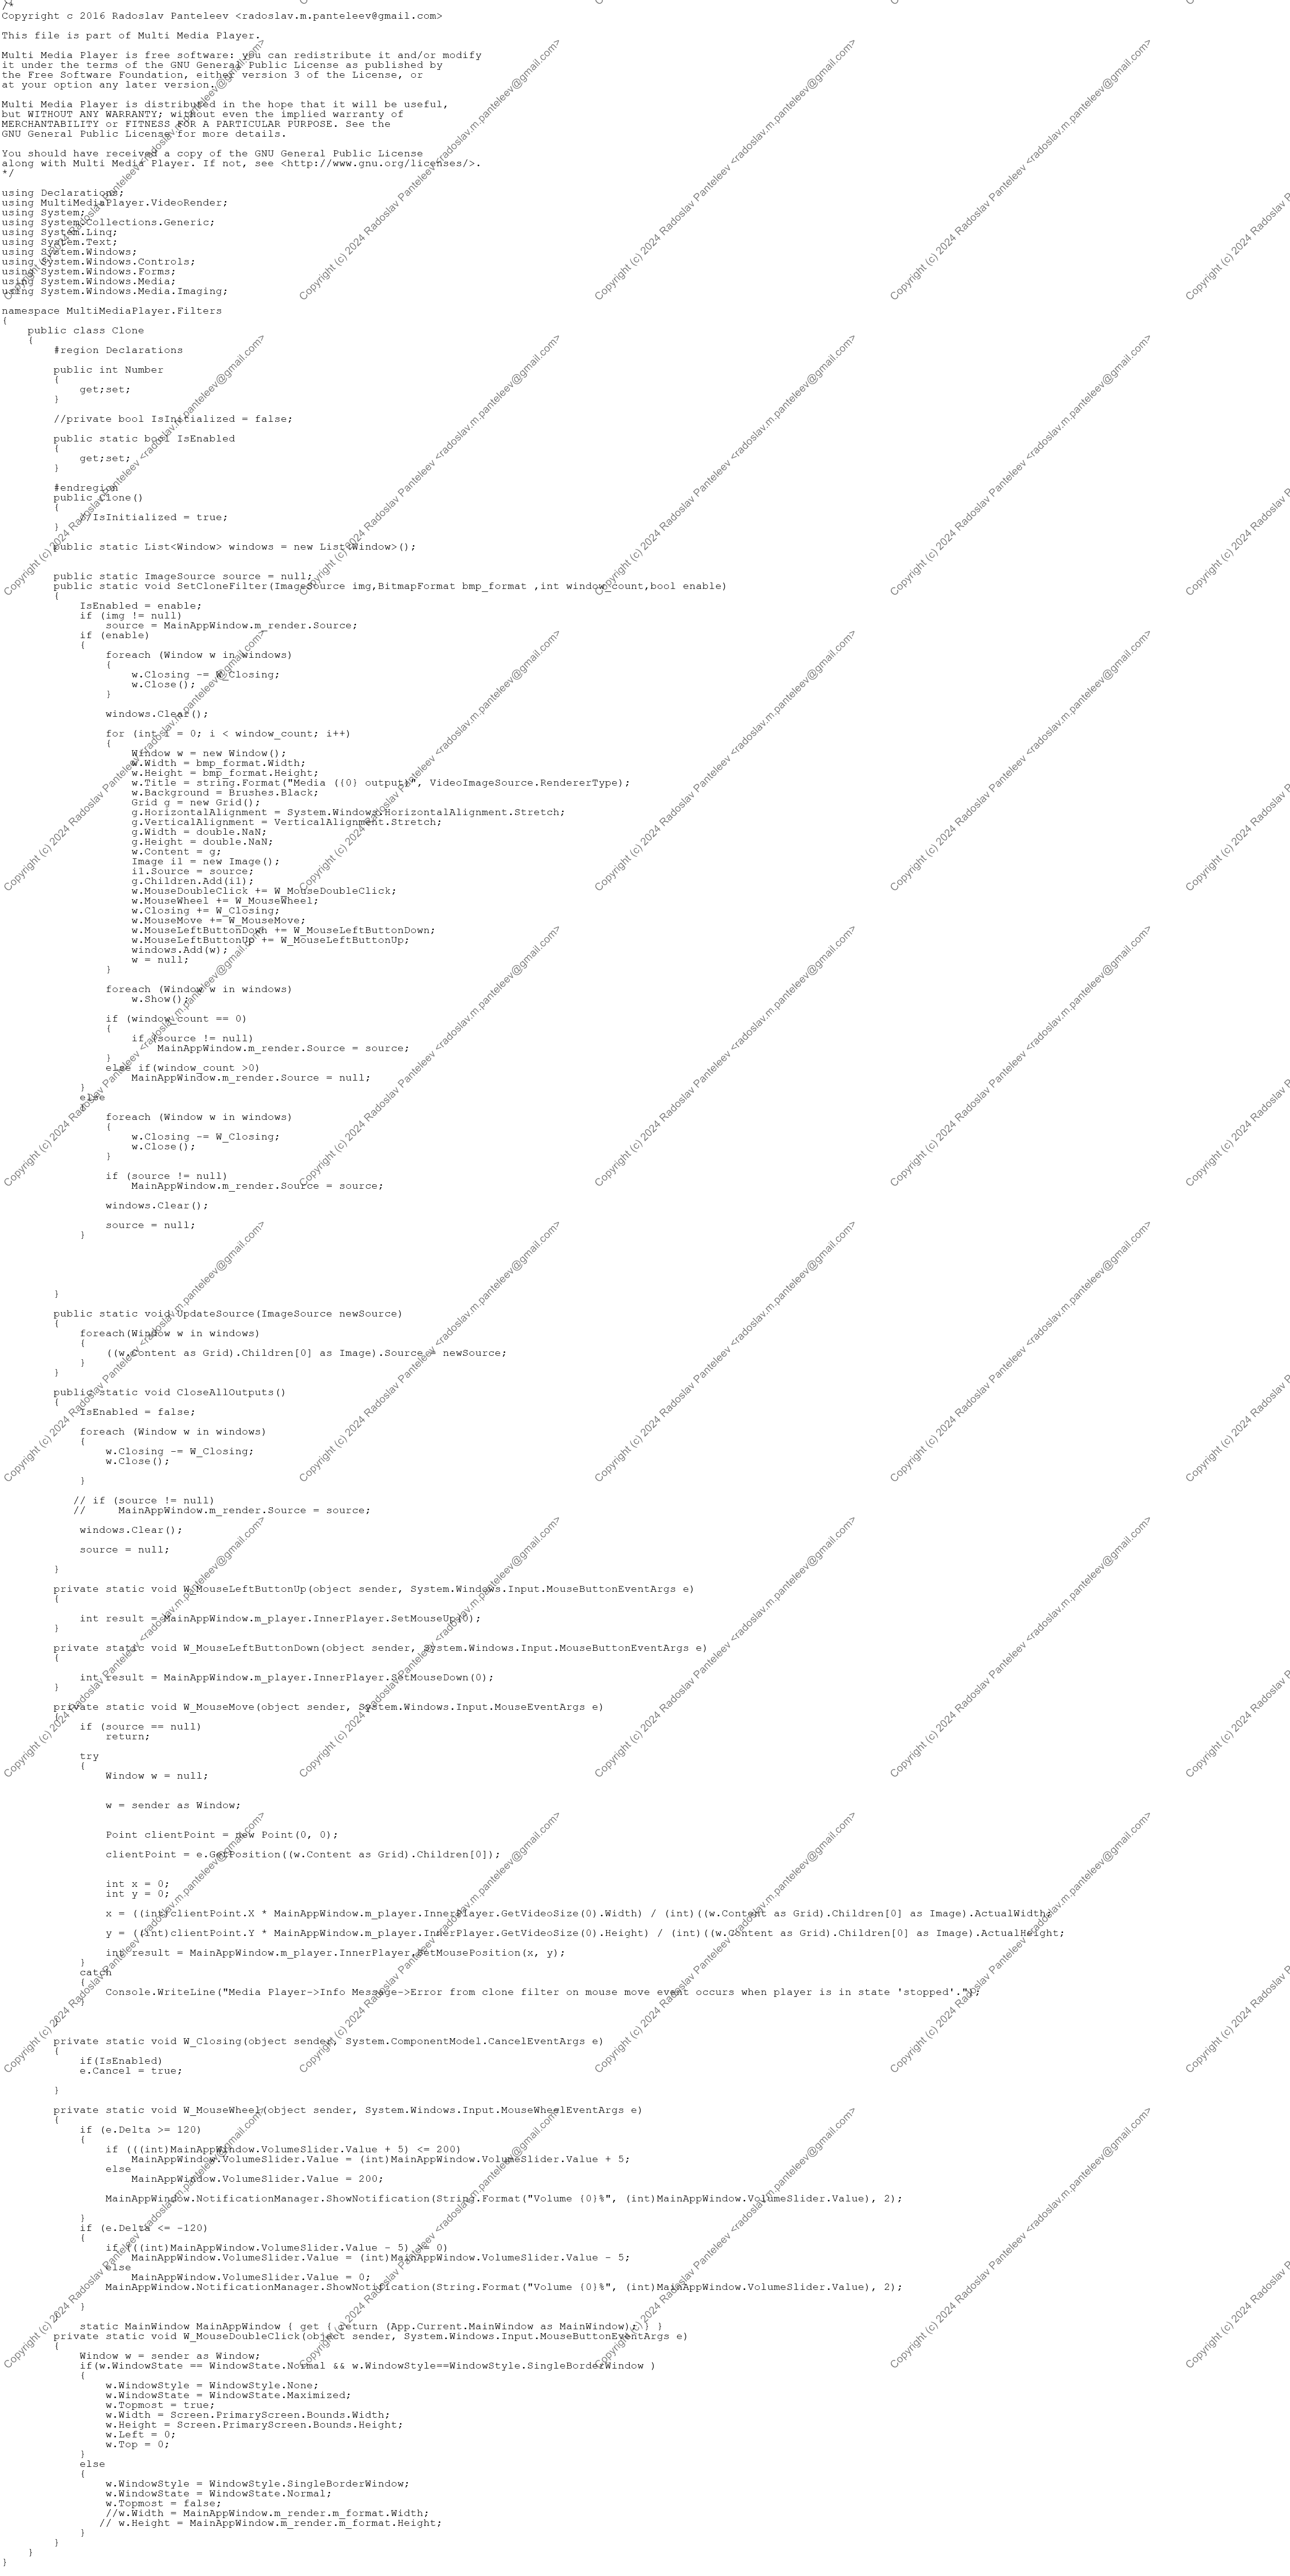 /*
Copyright c 2016 Radoslav Panteleev <radoslav.m.panteleev@gmail.com>
This file is part of Multi Media Player.
Multi Media Player is free software: you can redistribute it and/or modify
it under the terms of the GNU General Public License as published by
the Free Software Foundation, either version 3 of the License, or
at your option any later version.
Multi Media Player is distributed in the hope that it will be useful,
but WITHOUT ANY WARRANTY; without even the implied warranty of
MERCHANTABILITY or FITNESS FOR A PARTICULAR PURPOSE. See the
GNU General Public License for more details.
You should have received a copy of the GNU General Public License
along with Multi Media Player. If not, see <http://www.gnu.org/licenses/>.
*/
using Declarations;
using MultiMediaPlayer.VideoRender;
using System;
using System.Collections.Generic;
using System.Linq;
using System.Text;
using System.Windows;
using System.Windows.Controls;
using System.Windows.Forms;
using System.Windows.Media;
using System.Windows.Media.Imaging;
namespace MultiMediaPlayer.Filters
{
    public class Clone
    {
        #region Declarations
        public int Number
        {
            get;set;
        }
        //private bool IsInitialized = false;
        public static bool IsEnabled
        {
            get;set;
        }
        #endregion
        public Clone()
        {
            //IsInitialized = true;
        }
        public static List<Window> windows = new List<Window>();
        public static ImageSource source = null;
        public static void SetCloneFilter(ImageSource img,BitmapFormat bmp_format ,int window_count,bool enable)
        {
            IsEnabled = enable;
            if (img != null)
                source = MainAppWindow.m_render.Source;
            if (enable)
            {
                foreach (Window w in windows)
                {
                    w.Closing -= W_Closing;
                    w.Close();
                }
                windows.Clear();
                for (int i = 0; i < window_count; i++)
                {
                    Window w = new Window();
                    w.Width = bmp_format.Width;
                    w.Height = bmp_format.Height;
                    w.Title = string.Format("Media ({0} output)", VideoImageSource.RendererType);
                    w.Background = Brushes.Black;
                    Grid g = new Grid();
                    g.HorizontalAlignment = System.Windows.HorizontalAlignment.Stretch;
                    g.VerticalAlignment = VerticalAlignment.Stretch;
                    g.Width = double.NaN;
                    g.Height = double.NaN;
                    w.Content = g;
                    Image i1 = new Image();
                    i1.Source = source;
                    g.Children.Add(i1);
                    w.MouseDoubleClick += W_MouseDoubleClick;
                    w.MouseWheel += W_MouseWheel;
                    w.Closing += W_Closing;
                    w.MouseMove += W_MouseMove;
                    w.MouseLeftButtonDown += W_MouseLeftButtonDown;
                    w.MouseLeftButtonUp += W_MouseLeftButtonUp;
                    windows.Add(w);
                    w = null;
                }
                foreach (Window w in windows)
                    w.Show();
                if (window_count == 0)
                {
                    if (source != null)
                        MainAppWindow.m_render.Source = source;
                }
                else if(window_count >0)
                    MainAppWindow.m_render.Source = null;
            }
            else
            {
                foreach (Window w in windows)
                {
                    w.Closing -= W_Closing;
                    w.Close();
                }
                if (source != null)
                    MainAppWindow.m_render.Source = source;
                windows.Clear();
                source = null;
            }
        }
        public static void UpdateSource(ImageSource newSource)
        {
            foreach(Window w in windows)
            {
                ((w.Content as Grid).Children[0] as Image).Source = newSource;
            }
        }
        public static void CloseAllOutputs()
        {
            IsEnabled = false;
            foreach (Window w in windows)
            {
                w.Closing -= W_Closing;
                w.Close();
            }
           // if (source != null)
           //     MainAppWindow.m_render.Source = source;
            windows.Clear();
            source = null;
        }
        private static void W_MouseLeftButtonUp(object sender, System.Windows.Input.MouseButtonEventArgs e)
        {
            int result = MainAppWindow.m_player.InnerPlayer.SetMouseUp(0);
        }
        private static void W_MouseLeftButtonDown(object sender, System.Windows.Input.MouseButtonEventArgs e)
        {
            int result = MainAppWindow.m_player.InnerPlayer.SetMouseDown(0);
        }
        private static void W_MouseMove(object sender, System.Windows.Input.MouseEventArgs e)
        {
            if (source == null)
                return;
            try
            {
                Window w = null;
                w = sender as Window;
                Point clientPoint = new Point(0, 0);
                clientPoint = e.GetPosition((w.Content as Grid).Children[0]);
                int x = 0;
                int y = 0;
                x = ((int)clientPoint.X * MainAppWindow.m_player.InnerPlayer.GetVideoSize(0).Width) / (int)((w.Content as Grid).Children[0] as Image).ActualWidth;
                y = ((int)clientPoint.Y * MainAppWindow.m_player.InnerPlayer.GetVideoSize(0).Height) / (int)((w.Content as Grid).Children[0] as Image).ActualHeight;
                int result = MainAppWindow.m_player.InnerPlayer.SetMousePosition(x, y);
            }
            catch
            {
                Console.WriteLine("Media Player->Info Message->Error from clone filter on mouse move event occurs when player is in state 'stopped'.");
            }
        }
        private static void W_Closing(object sender, System.ComponentModel.CancelEventArgs e)
        {
            if(IsEnabled)
            e.Cancel = true;
        }
        private static void W_MouseWheel(object sender, System.Windows.Input.MouseWheelEventArgs e)
        {
            if (e.Delta >= 120)
            {
                if (((int)MainAppWindow.VolumeSlider.Value + 5) <= 200)
                    MainAppWindow.VolumeSlider.Value = (int)MainAppWindow.VolumeSlider.Value + 5;
                else
                    MainAppWindow.VolumeSlider.Value = 200;
                MainAppWindow.NotificationManager.ShowNotification(String.Format("Volume {0}%", (int)MainAppWindow.VolumeSlider.Value), 2);
            }
            if (e.Delta <= -120)
            {
                if (((int)MainAppWindow.VolumeSlider.Value - 5) >= 0)
                    MainAppWindow.VolumeSlider.Value = (int)MainAppWindow.VolumeSlider.Value - 5;
                else
                    MainAppWindow.VolumeSlider.Value = 0;
                MainAppWindow.NotificationManager.ShowNotification(String.Format("Volume {0}%", (int)MainAppWindow.VolumeSlider.Value), 2);
            }
        }
            static MainWindow MainAppWindow { get { return (App.Current.MainWindow as MainWindow); } }
        private static void W_MouseDoubleClick(object sender, System.Windows.Input.MouseButtonEventArgs e)
        {
            Window w = sender as Window;
            if(w.WindowState == WindowState.Normal && w.WindowStyle==WindowStyle.SingleBorderWindow )
            {
                w.WindowStyle = WindowStyle.None;
                w.WindowState = WindowState.Maximized;
                w.Topmost = true;
                w.Width = Screen.PrimaryScreen.Bounds.Width;
                w.Height = Screen.PrimaryScreen.Bounds.Height;
                w.Left = 0;
                w.Top = 0;
            }
            else
            {
                w.WindowStyle = WindowStyle.SingleBorderWindow;
                w.WindowState = WindowState.Normal;
                w.Topmost = false;
                //w.Width = MainAppWindow.m_render.m_format.Width;
               // w.Height = MainAppWindow.m_render.m_format.Height;
            }
        }
    }
}
Copyright (c) 2024 Radoslav Panteleev <radoslav.m.panteleev@gmail.com>